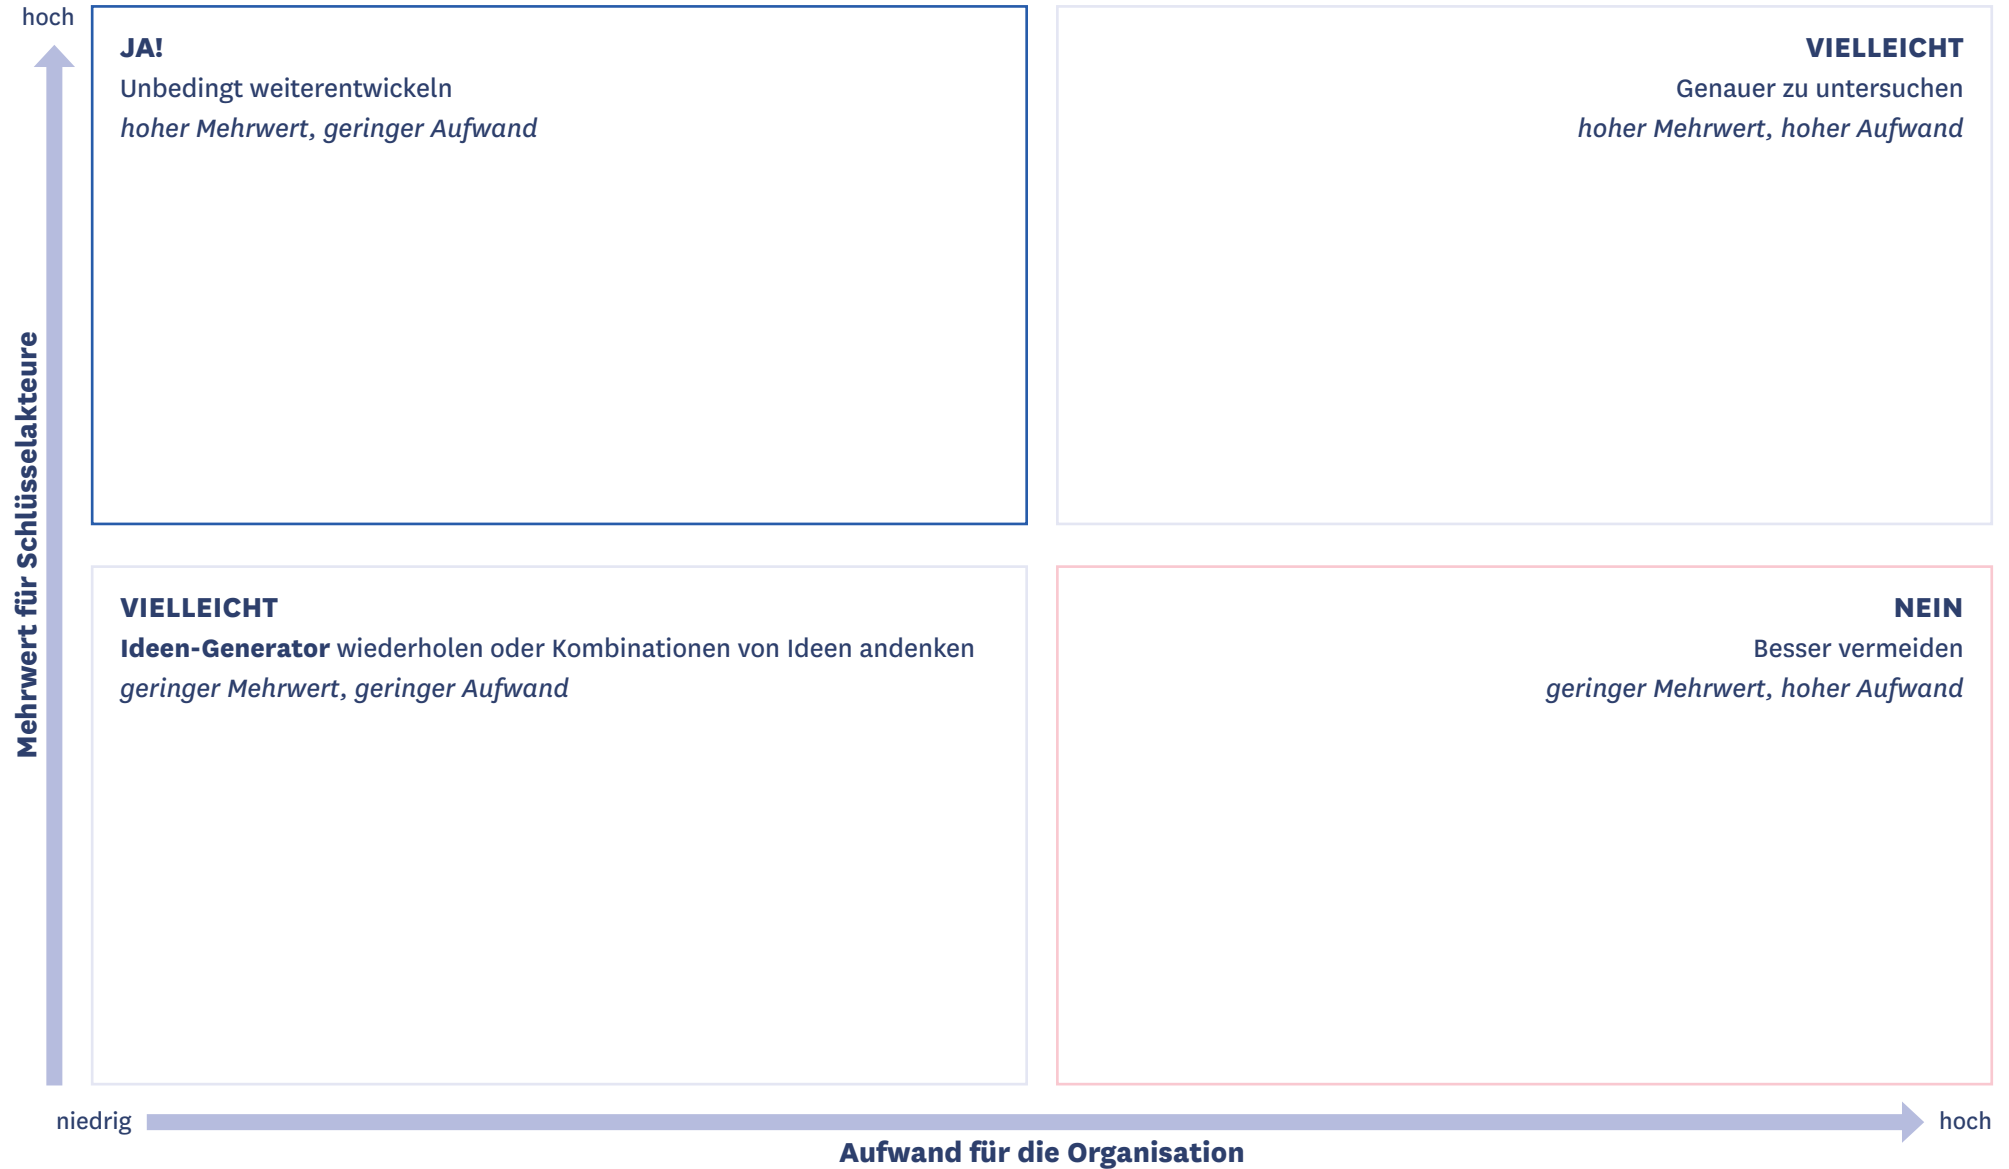 hoch
JA!
Unbedingt weiterentwickeln
hoher Mehrwert, geringer Aufwand
VIELLEICHT
Genauer zu untersuchen
hoher Mehrwert, hoher Aufwand
Mehrwert für Schlüsselakteure
VIELLEICHT
Ideen-Generator wiederholen oder Kombinationen von Ideen andenken
geringer Mehrwert, geringer Aufwand
NEIN
Besser vermeiden
geringer Mehrwert, hoher Aufwand
niedrig
hoch
Aufwand für die Organisation